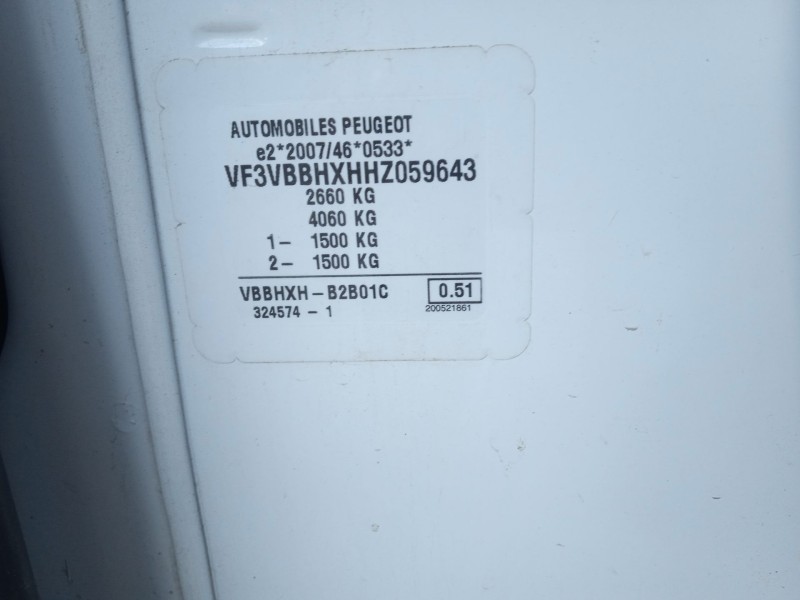 AUTOMOBILES PEUGEOT
e2*2007/46*0533*
VF3VBBHXHHZ059643
2660 KG
4060 KG
1- 1500 KG
2- 1500 KG
VBBHXH-B2B01C 0.51
324574-1 200521861